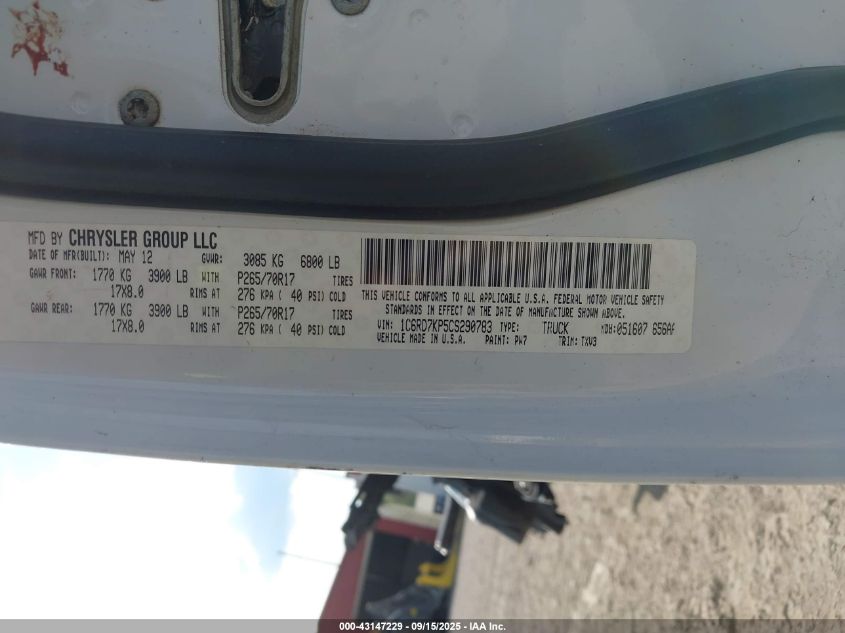 MFD BY CHRYSLER GROUP LLC
DATE OF MFR(BUILT): MAY 12 GVWR: 3085 KG 6800 LB
GAWR FRONT: 1770 KG 3900 LB WITH P265/70R17 TIRES
17X8.0 RIMS AT 276 KPA ( 40 PSI) COLD
GAWR REAR: 1770 KG 3900 LB WITH P265/70R17 TIRES
17X8.0 RIMS AT 276 KPA ( 40 PSI) COLD
THIS VEHICLE CONFORMS TO ALL APPLICABLE U.S.A. FEDERAL MOTOR VEHICLE SAFETY
STANDARDS IN EFFECT ON THE DATE OF MANUFACTURE SHOWN ABOVE.
VIN: 1C6RD7KP5CS290783 TYPE: TRUCK MDH:051607 656AF
VEHICLE MADE IN U.S.A. PAINT: PW7 TRIM: TXV3
000-43147229 - 09/15/2025 - IAA Inc.